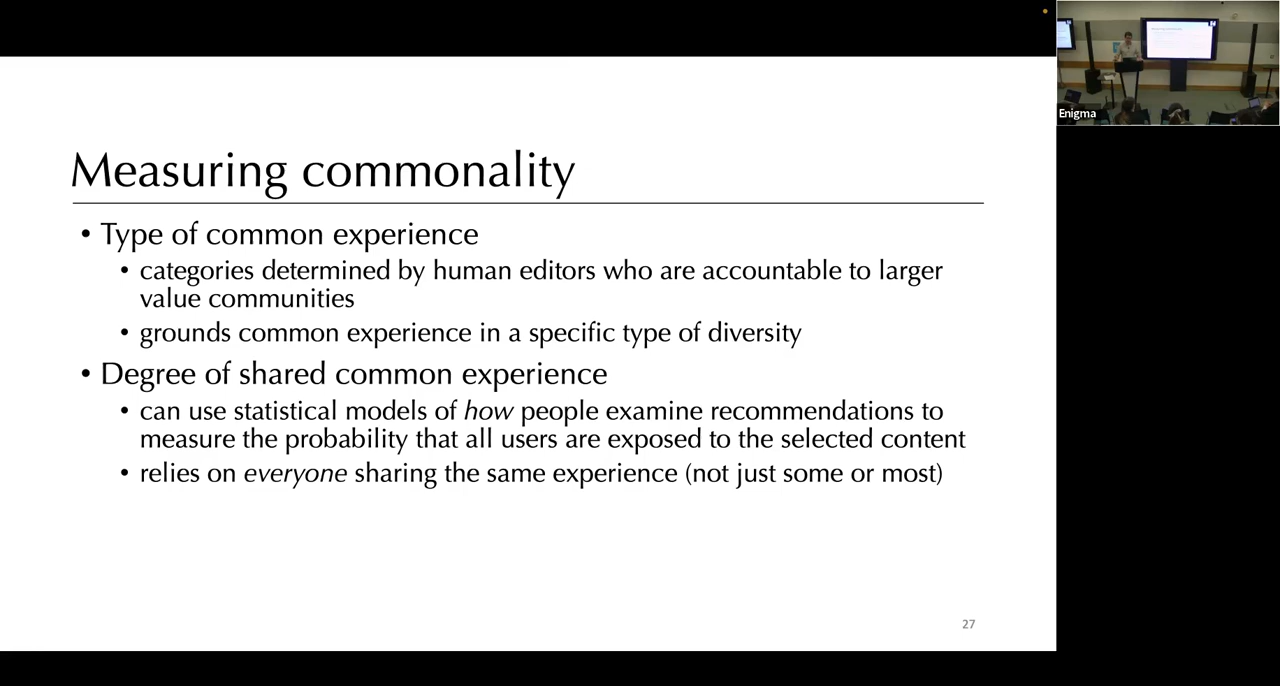 Measuring commonality
• Type of common experience
• categories determined by human editors who are accountable to larger
value communities
• grounds common experience in a specific type of diversity
• Degree of shared common experience
• can use statistical models of how people examine recommendations to
measure the probability that all users are exposed to the selected content
• relies on everyone sharing the same experience (not just some or most)
27
Enigma